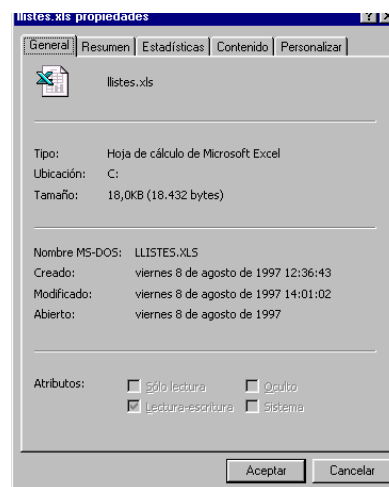 llistes.xls propiedades
General Resumen Estadísticas Contenido Personalizar
llistes.xls
Tipo: Hoja de cálculo de Microsoft Excel
Ubicación: C:
Tamaño: 18,0KB (18.432 bytes)
Nombre MS-DOS: LLISTES.XLS
Creado: viernes 8 de agosto de 1997 12:36:43
Modificado: viernes 8 de agosto de 1997 14:01:02
Abierto: viernes 8 de agosto de 1997
Atributos: Sólo lectura Oculto
Lectura-escritura Sistema
Aceptar Cancelar